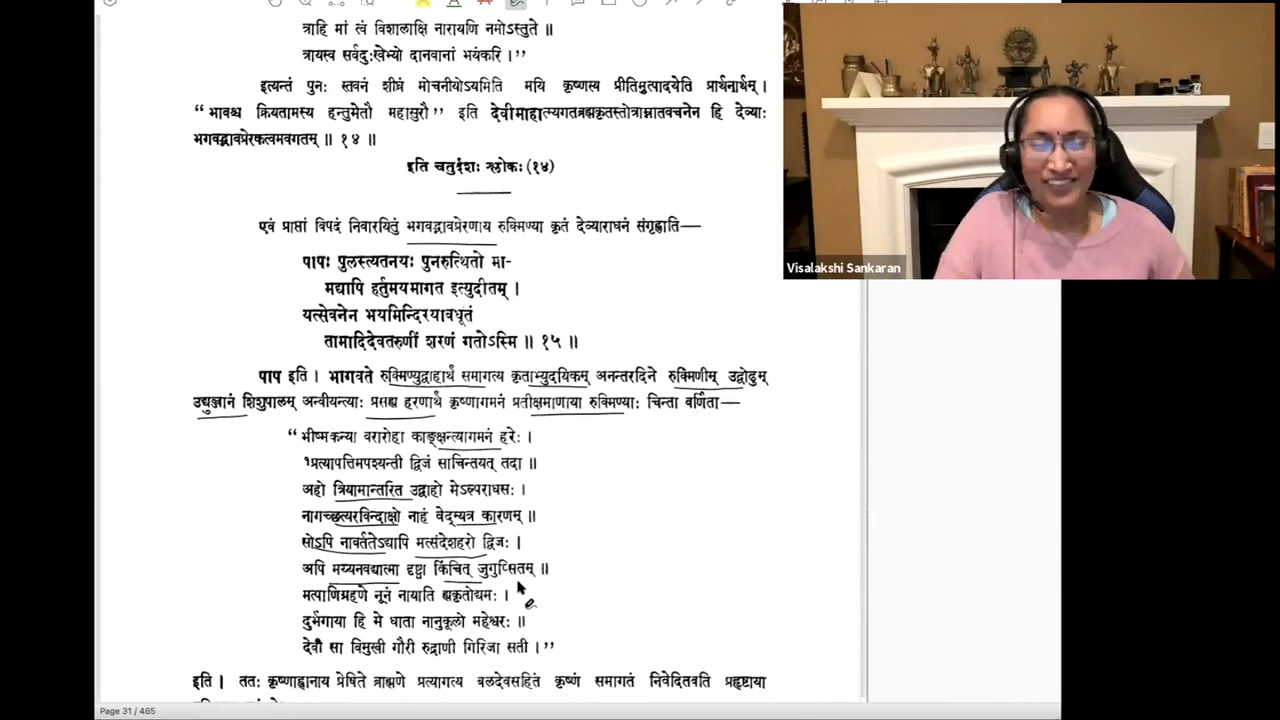 त्राहि मां त्वं विशालाक्षि नारायणि नमोऽस्तुते ॥
त्रायस्व सर्वदुःखेभ्यो दानवानां भयंकरि ।”
इत्यन्तं पुनः स्तवनं शीघ्रं मोचनीयोऽयमिति मयि कृष्णस्य प्रीतिमुत्पादयेति प्रार्थनार्थम् ।
“भावश्च क्रियतामस्य हन्तुमेतौ महासुरौ” इति देवीमाहात्म्यगतब्रह्मकृतस्तोत्राम्नातवचनेन हि देव्याः
भगवद्भावप्रेरकत्वमवगतम् ॥ १४ ॥
इति चतुर्दशः श्लोकः (१४)
एवं प्राप्तां विपदं निवारयितुं भगवद्भावप्रेरणाय रुक्मिण्या कृतं देव्याराधनं संगृह्णाति—
पापः पुलस्त्यतनयः पुनरुत्थितो मा-
मद्यापि हर्तुमयमागत इत्युदीतम् ।
यत्सेवनेन भयमिन्दिरयावधूतं
तामादिदेवतरुणीं शरणं गतोऽस्मि ॥ १५ ॥
पाप इति । भागवते रुक्मिण्युद्वाहार्थं समागत्य कृताभ्युदयिकम् अनन्तरदिने रुक्मिणीम् उद्वोढुम्
उद्युञ्जानं शिशुपालम् अन्वीयन्त्याः प्रसह्य हरणार्थं कृष्णागमनं प्रतीक्षमाणाया रुक्मिण्याः चिन्ता वर्णिता—
“भीष्मकन्या वरारोहा काङ्क्षन्त्यागमनं हरेः ।
१प्रत्यापत्तिमपश्यन्ती द्विजं साचिन्तयत् तदा ॥
अहो त्रियामान्तरित उद्वाहो मेऽल्पराधसः ।
नागच्छत्यरविन्दाक्षो नाहं वेद्म्यत्र कारणम् ॥
सोऽपि नावर्ततेऽद्यापि मत्संदेशहरो द्विजः ।
अपि मय्यनवद्यात्मा दृष्ट्वा किंचित् जुगुप्सितम् ॥
मत्पाणिग्रहणे नूनं नायाति ह्यकृतोद्यमः ।
दुर्भगाया हि मे धाता नानुकूलो महेश्वरः ॥
देवी सा विमुखी गौरी रुद्राणी गिरिजा सती ।”
इति । ततः कृष्णाह्वानाय प्रेषिते ब्राह्मणे प्रत्यागत्य बलदेवसहितं कृष्णं समागतं निवेदितवति प्रहृष्टाया
Visalakshi Sankaran
Page 31 / 465